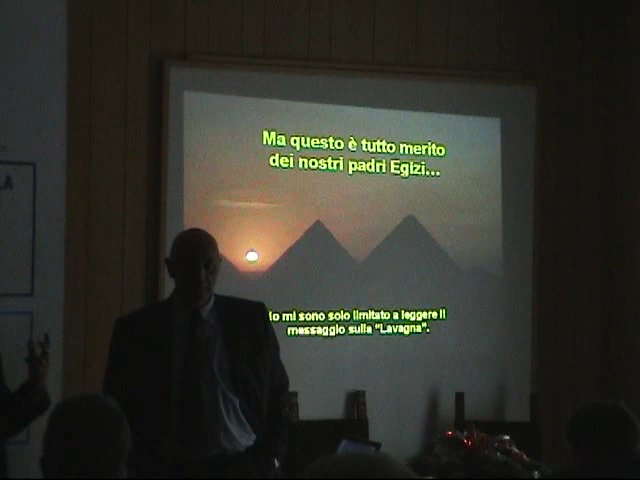 Ma questo è tutto merito
dei nostri padri Egizi...
Io mi sono solo limitato a leggere il
messaggio sulla "Lavagna".